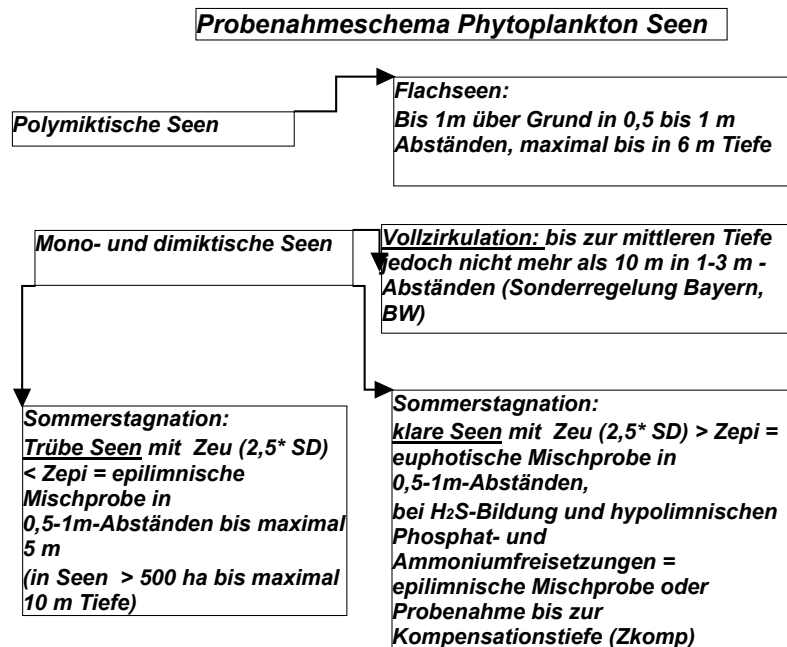 Probenahmeschema Phytoplankton Seen
Flachseen:
Bis 1m über Grund in 0,5 bis 1 m
Abständen, maximal bis in 6 m Tiefe
Polymiktische Seen
Mono- und dimiktische Seen
Vollzirkulation: bis zur mittleren Tiefe
jedoch nicht mehr als 10 m in 1-3 m -
Abständen (Sonderregelung Bayern,
BW)
Sommerstagnation:
Trübe Seen mit Zeu (2,5* SD)
< Zepi = epilimnische
Mischprobe in
0,5-1m-Abständen bis maximal
5 m
(in Seen > 500 ha bis maximal
10 m Tiefe)
Sommerstagnation:
klare Seen mit Zeu (2,5* SD) > Zepi =
euphotische Mischprobe in
0,5-1m-Abständen,
bei H2S-Bildung und hypolimnischen
Phosphat- und
Ammoniumfreisetzungen =
epilimnische Mischprobe oder
Probenahme bis zur
Kompensationstiefe (Zkomp)